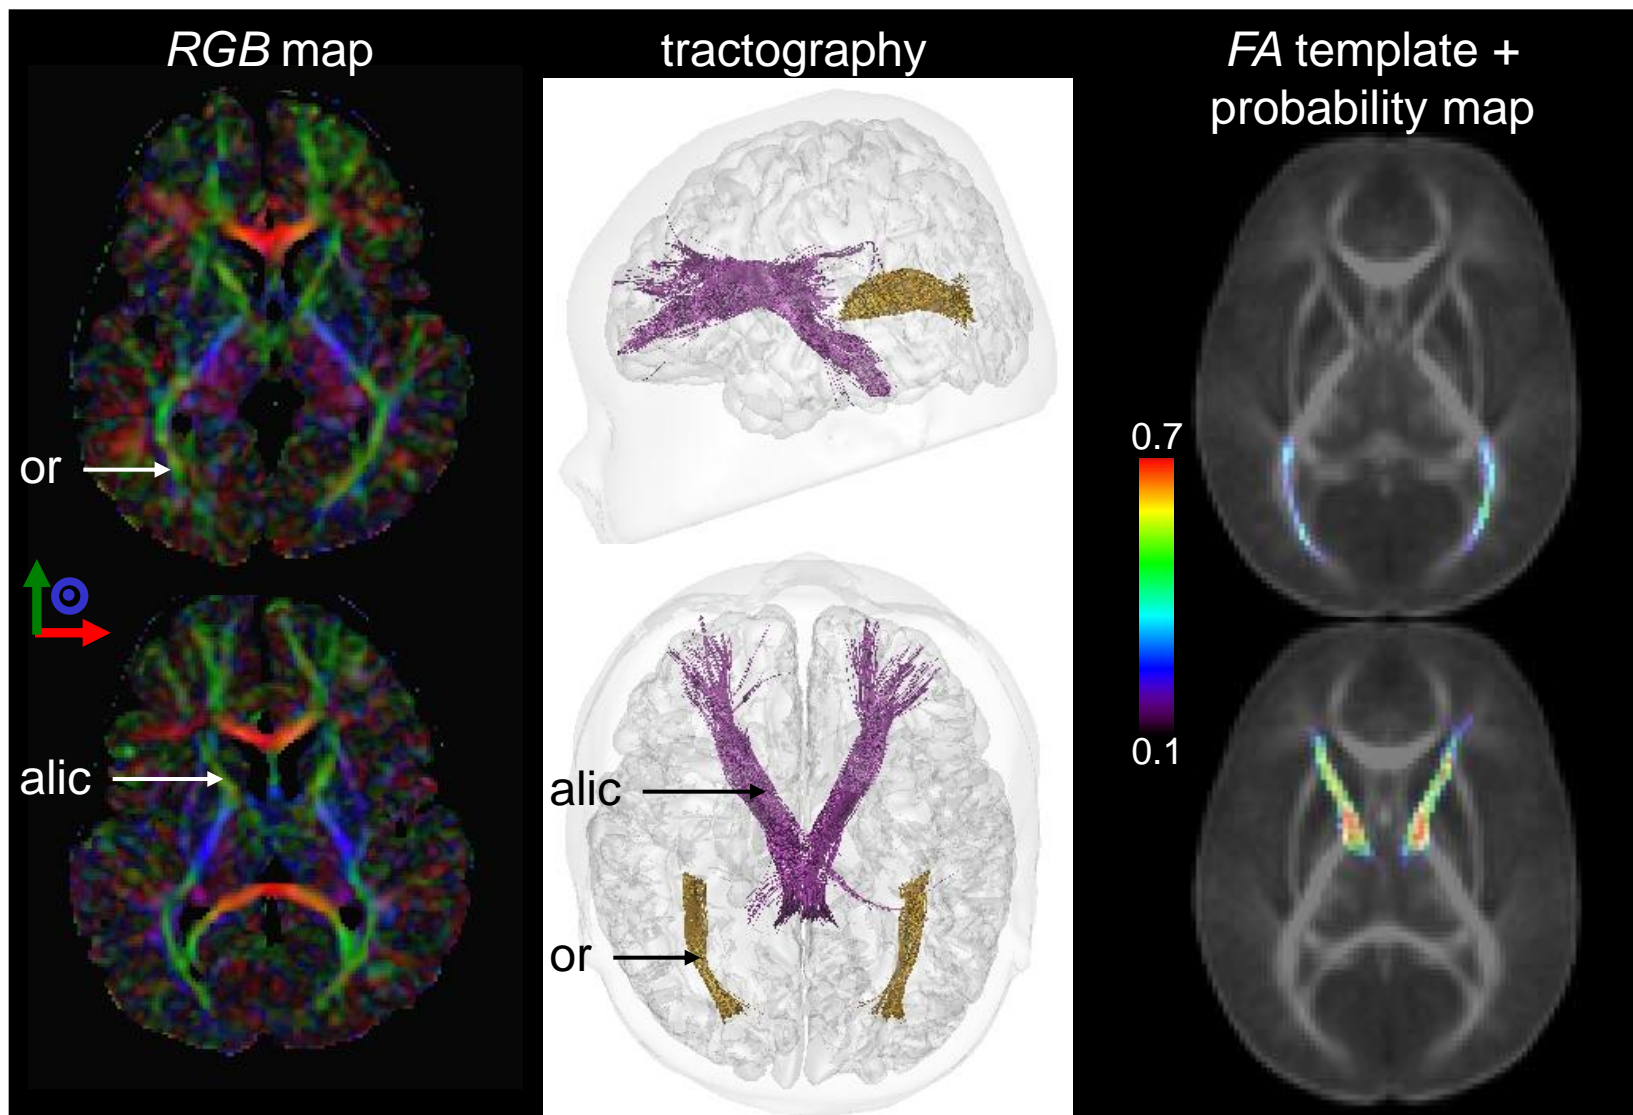 RGB map
tractography
FA template +
probability map
or
0.7
0.1
alic
alic
or